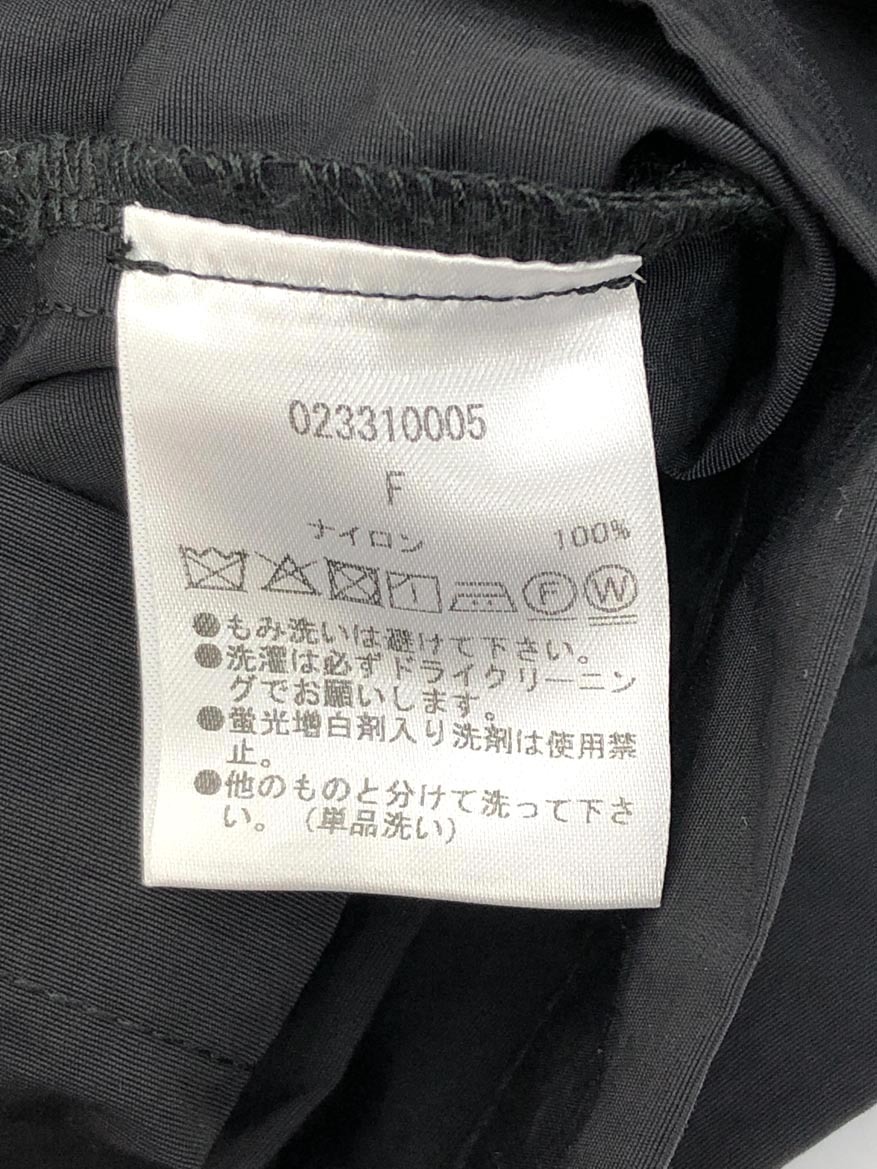 023310005
F
ナイロン 100%
F W
●もみ洗いは避けて下さい。
●洗濯は必ずドライクリーニン
グでお願いします。
●蛍光増白剤入り洗剤は使用禁
止。
●他のものと分けて洗って下さ
い。(単品洗い)